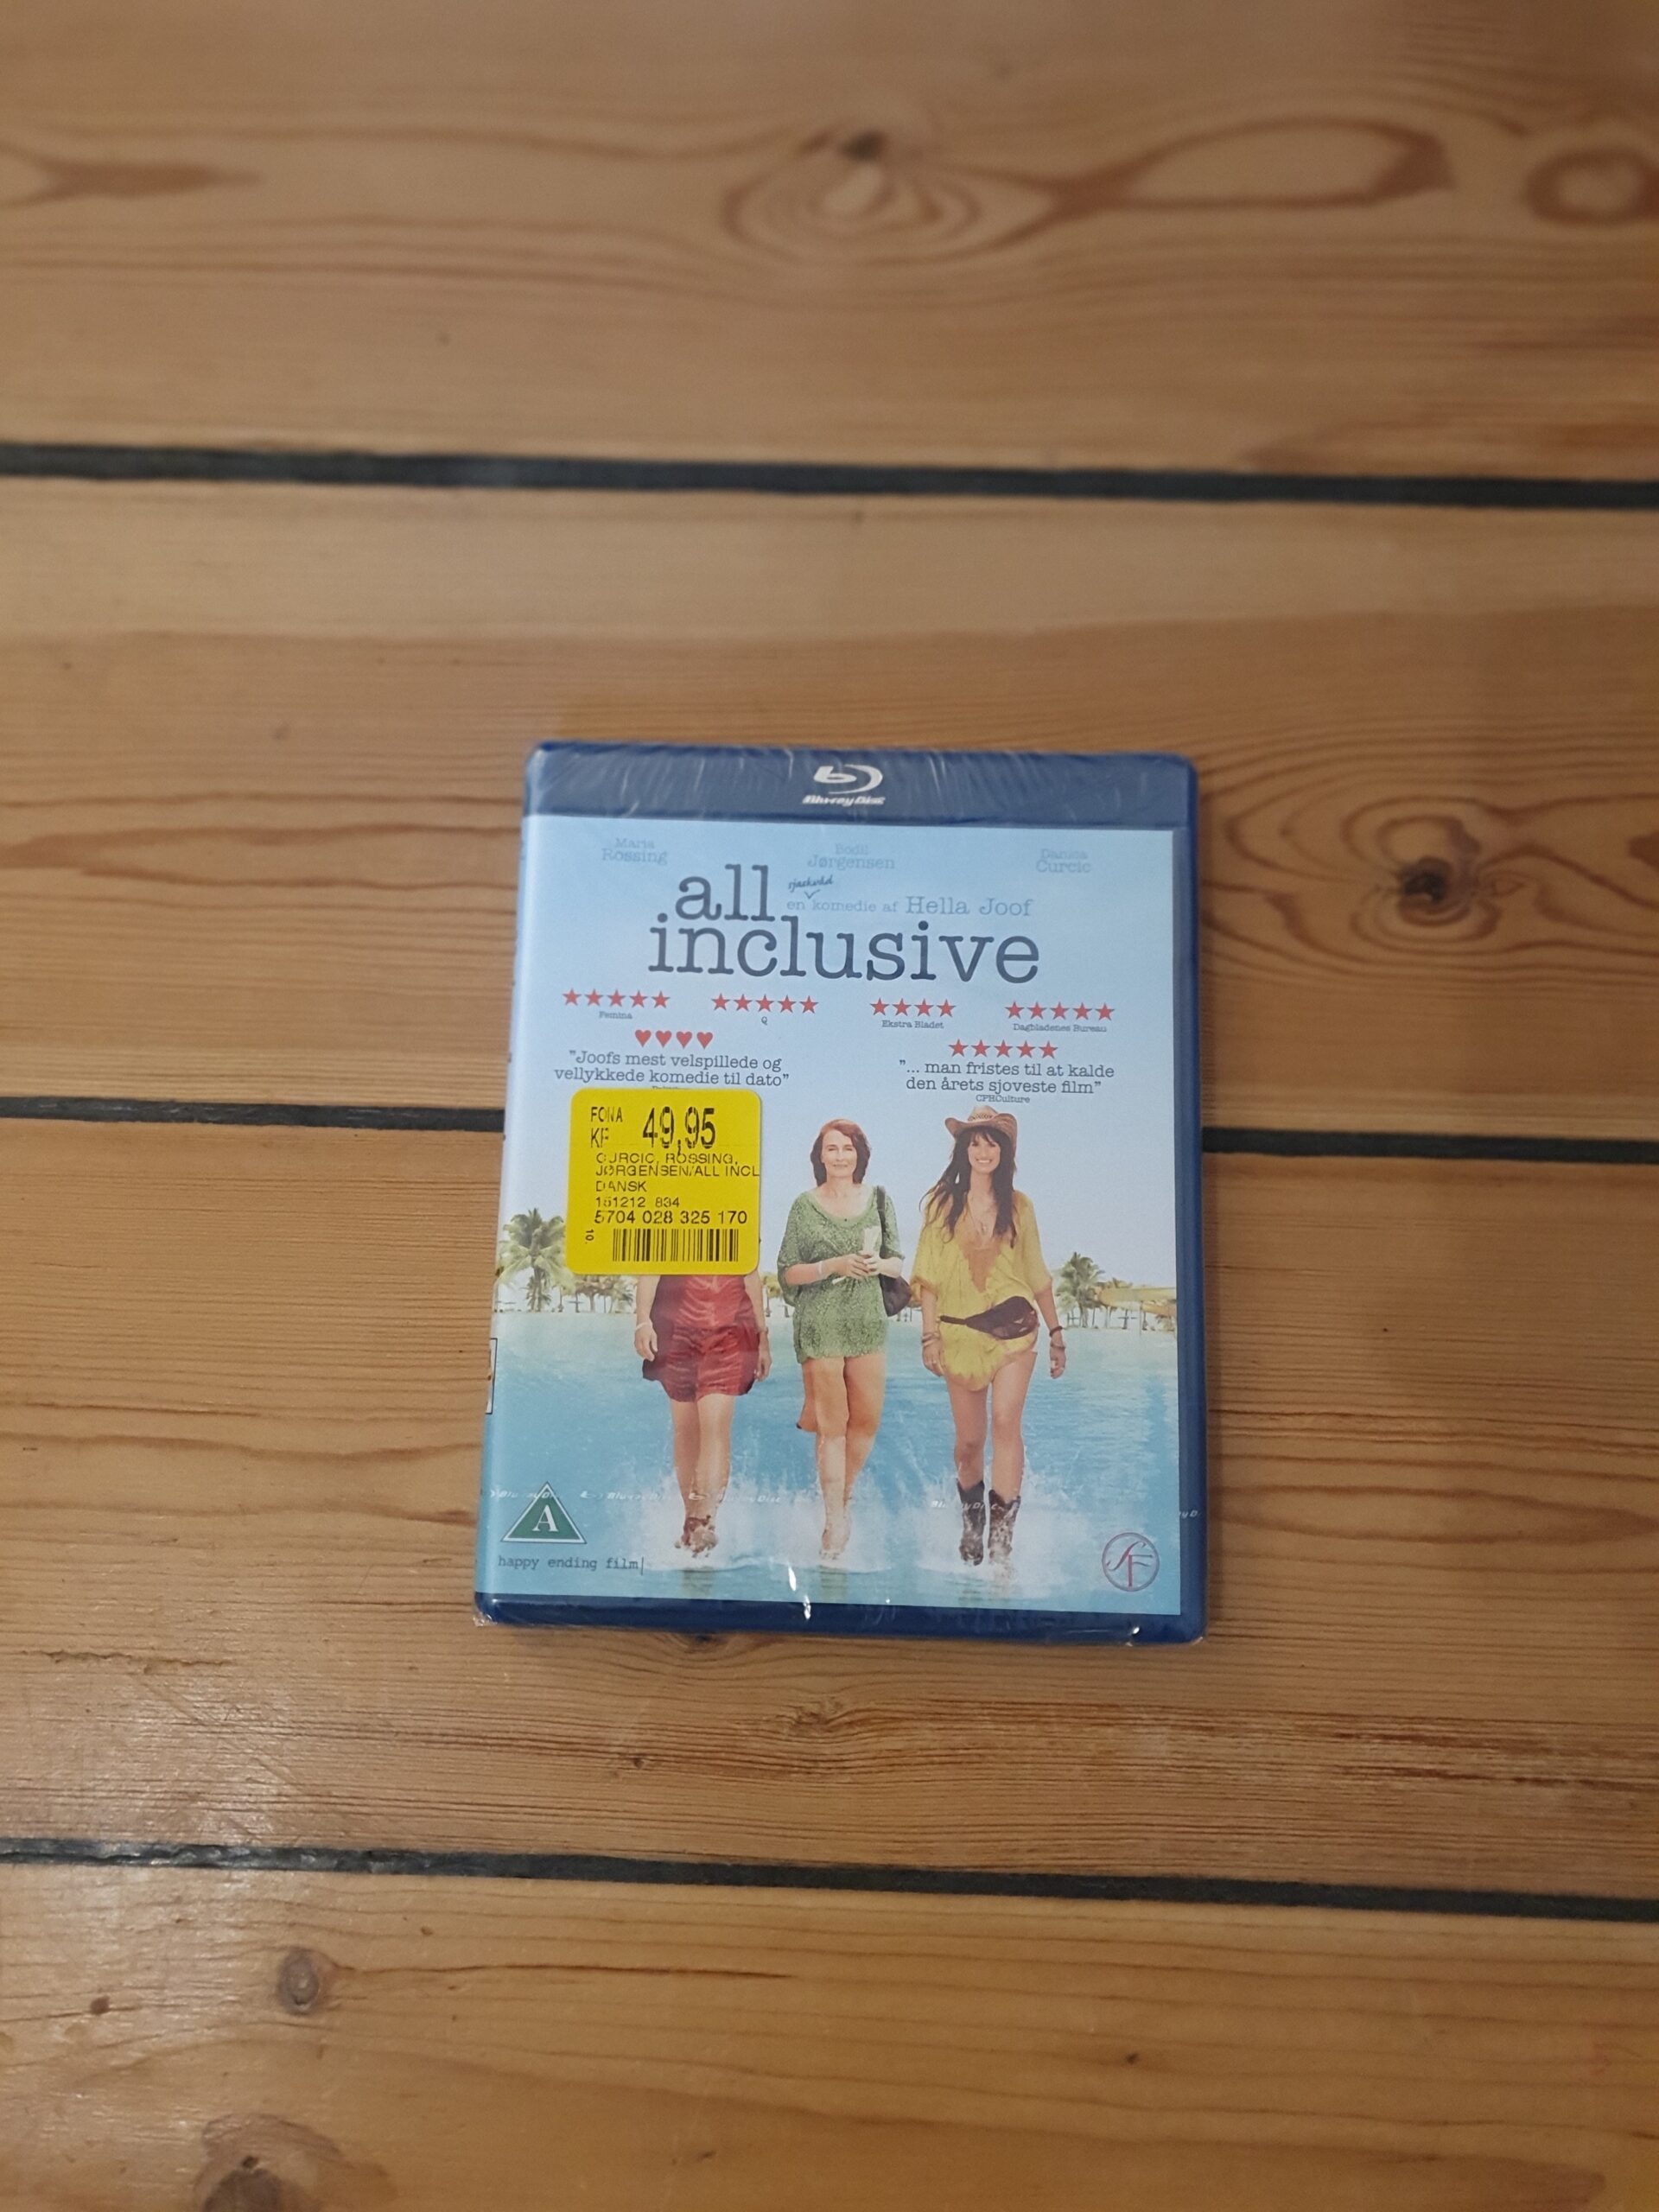 Blu-ray Disc
Maria
Rossing
Bodil
Jørgensen
Danica
Curcic
all
sjaskvåd
en komedie af Hella Joof
inclusive
Femina
Q
Ekstra Bladet
Dagbladenes Bureau
"Joofs mest velspillede og
vellykkede komedie til dato"
"... man fristes til at kalde
den årets sjoveste film"
CPHCulture
FONA
KF 49,95
CURCIC, ROSSING,
JØRGENSEN/ALL INCL
DANSK
151212 834
5704 028 325 170
10.
A
happy ending film|
SF